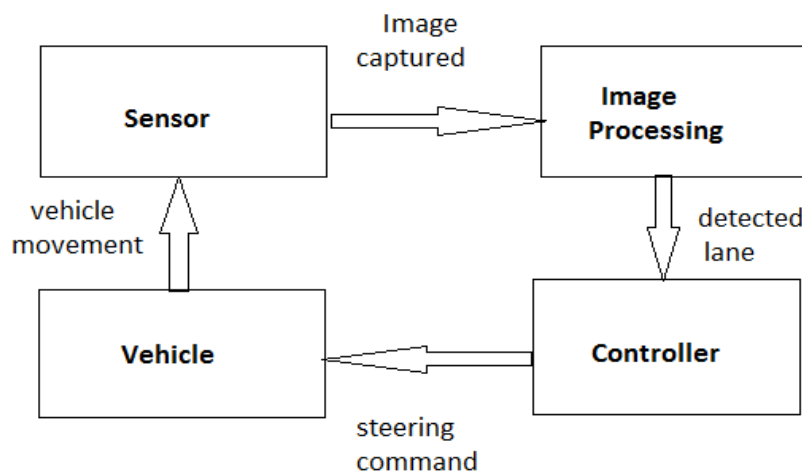 Image
captured
Sensor
Image
Processing
vehicle
movement
detected
lane
Vehicle
Controller
steering
command